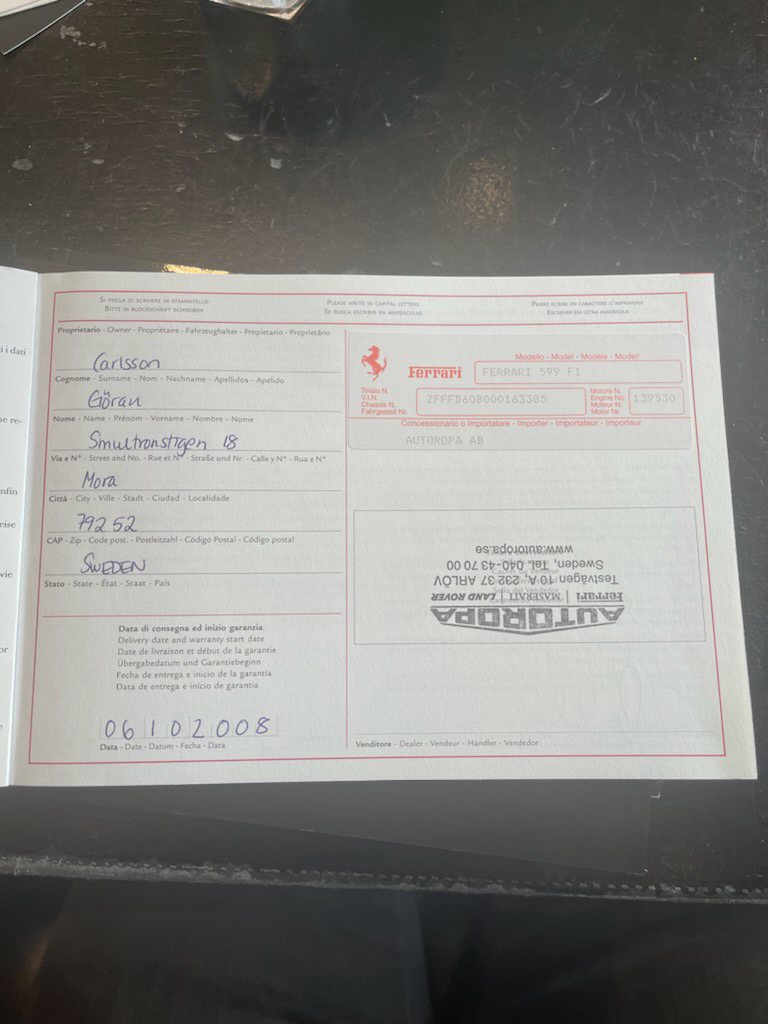 SI PREGA DI SCRIVERE IN STAMPATELLO
BITTE IN BLOCKSCHRIFT SCHREIBEN
PLEASE WRITE IN CAPITAL LETTERS
SE RUEGA ESCRIBIR EN MAYÚSCULAS
PRIÈRE ÉCRIRE EN CARACTÈRE D'IMPRIMERIE
ESCREVER EM LETRA MAIÚSCULA
Proprietario - Owner - Propriétaire - Fahrzeughalter - Propietario - Proprietário
Carlsson
Cognome - Surname - Nom - Nachname - Apellidos - Apelido
Göran
Nome - Name - Prénom - Vorname - Nombre - Nome
Smultronstigen 18
Via e N° - Street and No. - Rue et N° - Straße und Nr. - Calle y N° - Rua e N°
Mora
Città - City - Ville - Stadt - Ciudad - Localidade
79252
CAP - Zip - Code post. - Postleitzahl - Código Postal - Código postal
SWEDEN
Stato - State - État - Staat - País
Data di consegna ed inizio garanzia
Delivery date and warranty start date
Date de livraison et début de la garantie
Übergabedatum und Garantiebeginn
Fecha de entrega e inicio de la garantía
Data de entrega e início de garantia
06102008
Data - Date - Datum - Fecha - Data
Ferrari
Modello - Model - Modèle - Modell
FERRARI 599 F1
Telaio N.
V.I.N.
Chassis N.
Fahrgestell Nr.
ZFFFD60B000163385
Motore N.
Engine No.
Moteur N.
Motor Nr.
139530
Concessionario o Importatore - Importer - Importateur - Importeur
AUTOROPA AB
AUTOROPA
Ferrari | MASERATI | LAND ROVER
Testvägen 10 A, 232 37 ARLÖV
Sweden, Tel. 040-43 70 00
www.autoropa.se
Venditore - Dealer - Vendeur - Händler - Vendedor
i i dati
ne re-
nfin
eise
wie
or